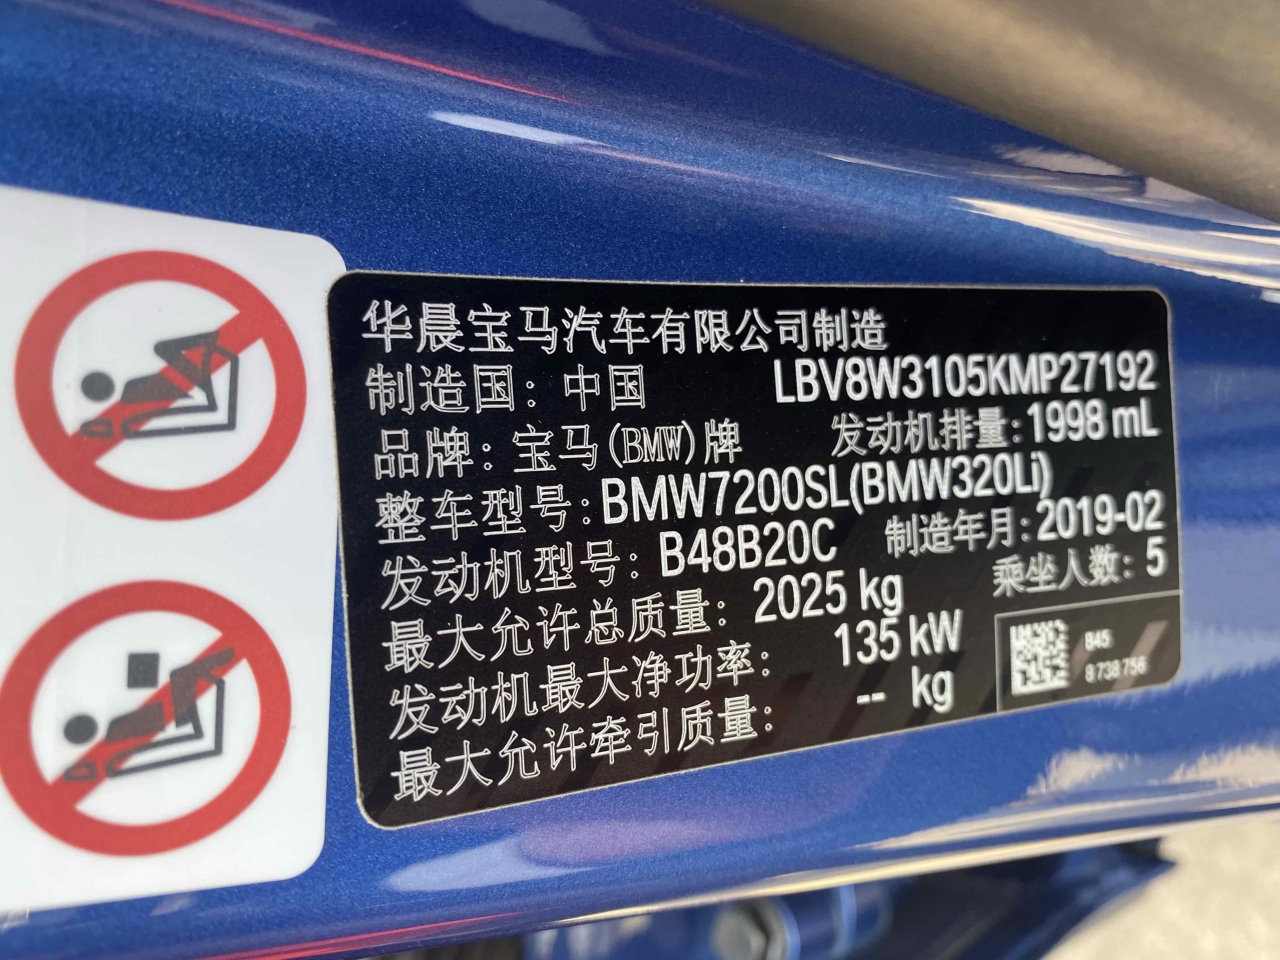 华晨宝马汽车有限公司制造
制造国：中国 LBV8W3105KMP27192
品牌：宝马(BMW)牌 发动机排量:1998 mL
整车型号:BMW7200SL(BMW320Li)
发动机型号：B48B20C 制造年月:2019-02
最大允许总质量：2025 kg 乘坐人数：5
发动机最大净功率：135 kW
最大允许牵引质量：-- kg
B45
8 738 756